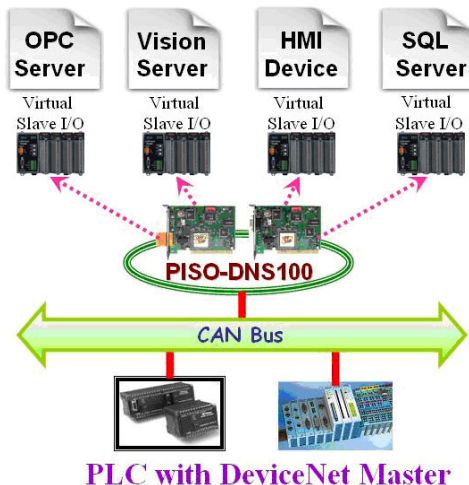 OPC
Server
Vision
Server
HMI
Device
SQL
Server
Virtual
Slave I/O
Virtual
Slave I/O
Virtual
Slave I/O
Virtual
Slave I/O
PISO-DNS100
CAN Bus
PLC with DeviceNet Master